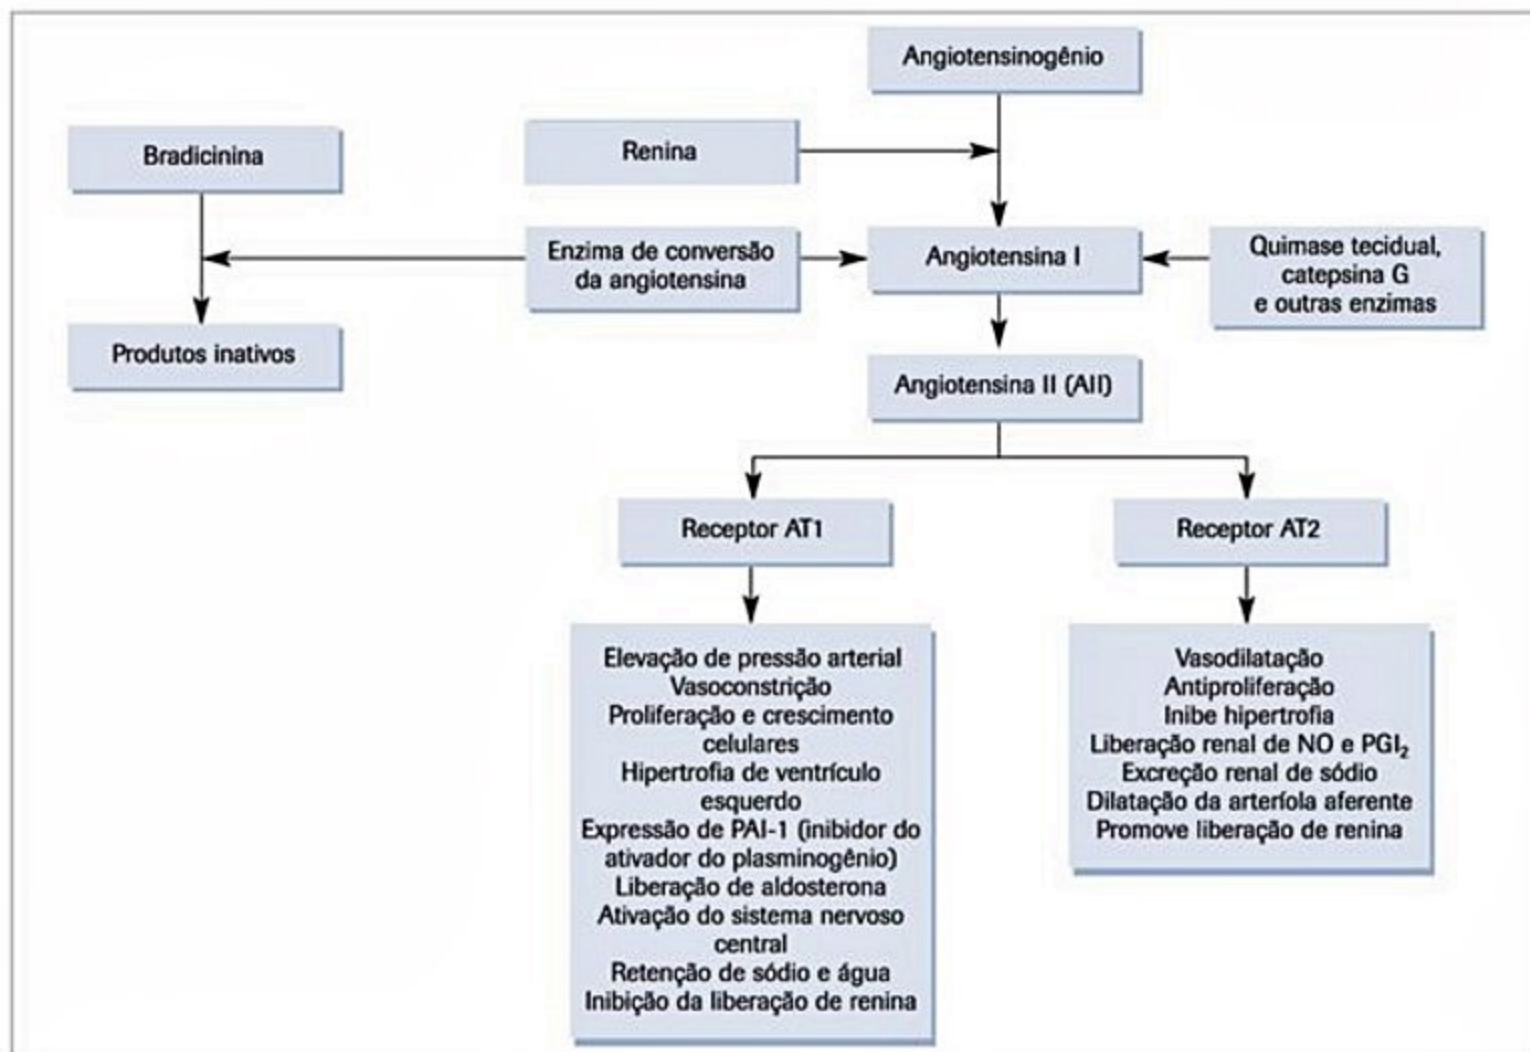 Angiotensinogênio
Bradicinina
Renina
Enzima de conversão
da angiotensina
Angiotensina I
Quimase tecidual,
catepsina G
e outras enzimas
Produtos inativos
Angiotensina II (AII)
Receptor AT1
Receptor AT2
Elevação de pressão arterial
Vasoconstrição
Proliferação e crescimento
celulares
Hipertrofia de ventrículo
esquerdo
Expressão de PAI-1 (inibidor do
ativador do plasminogênio)
Liberação de aldosterona
Ativação do sistema nervoso
central
Retenção de sódio e água
Inibição da liberação de renina
Vasodilatação
Antiproliferação
Inibe hipertrofia
Liberação renal de NO e PGI₂
Excreção renal de sódio
Dilatação da arteríola aferente
Promove liberação de renina